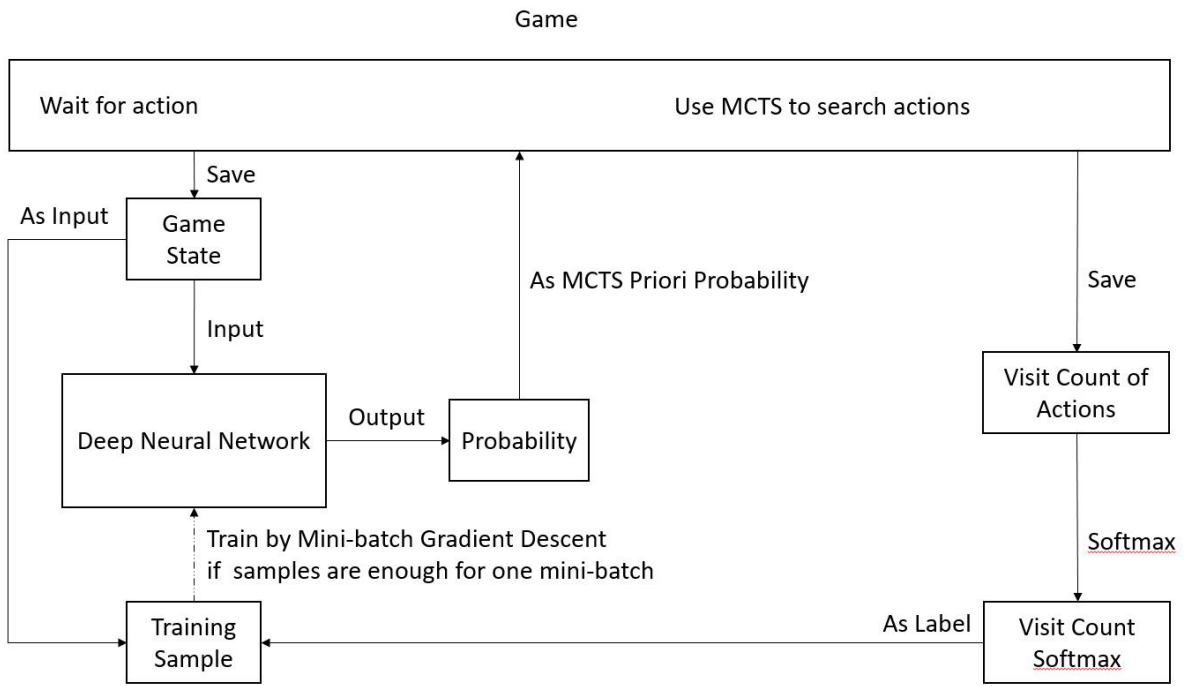 Game
Wait for action
Use MCTS to search actions
Save
As Input
Game
State
As MCTS Priori Probability
Save
Input
Visit Count of
Actions
Deep Neural Network
Output
Probability
Train by Mini-batch Gradient Descent
if  samples are enough for one mini-batch
Softmax
Training
Sample
As Label
Visit Count
Softmax